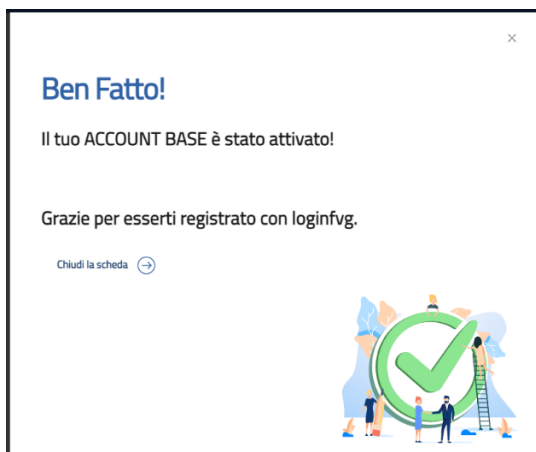 Ben Fatto!
Il tuo ACCOUNT BASE è stato attivato!
Grazie per esserti registrato con loginfvg.
Chiudi la scheda